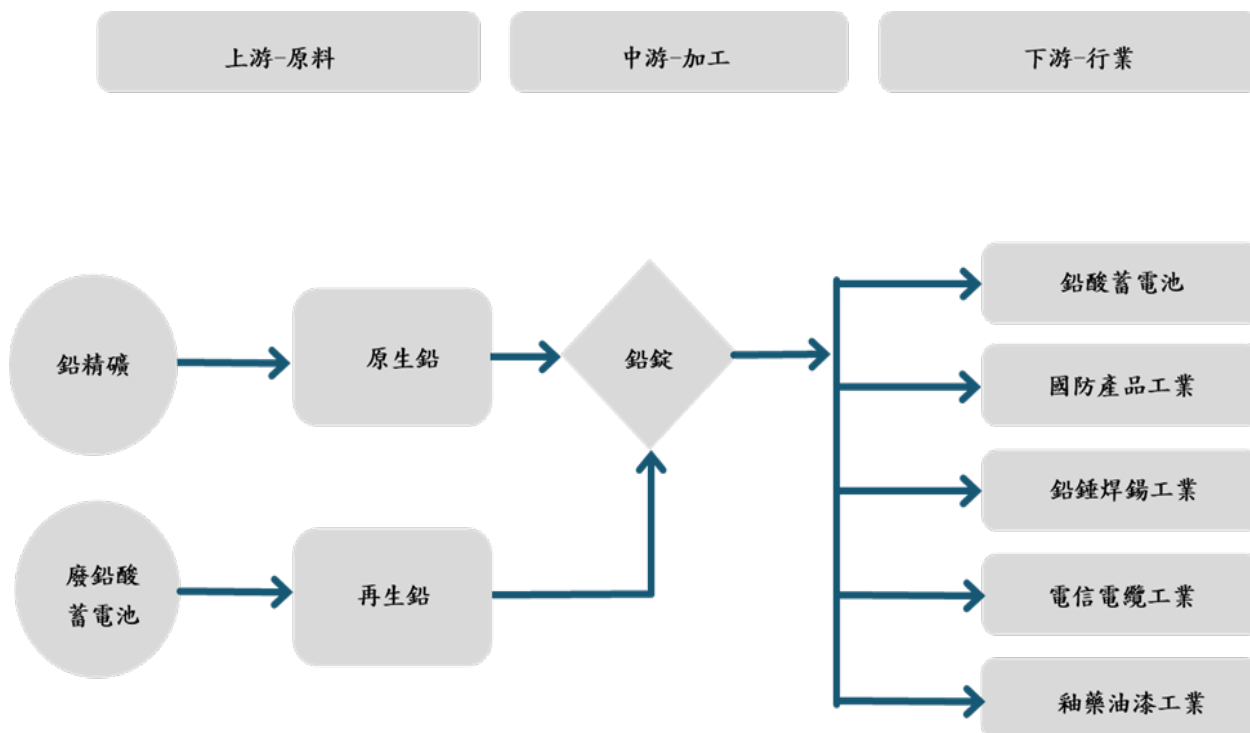 上游-原料
中游-加工
下游-行業
鉛酸蓄電池
國防產品工業
鉛精礦
原生鉛
鉛錠
鉛錘焊鍚工業
廢鉛酸
蓄電池
再生鉛
電信電纜工業
釉藥油漆工業